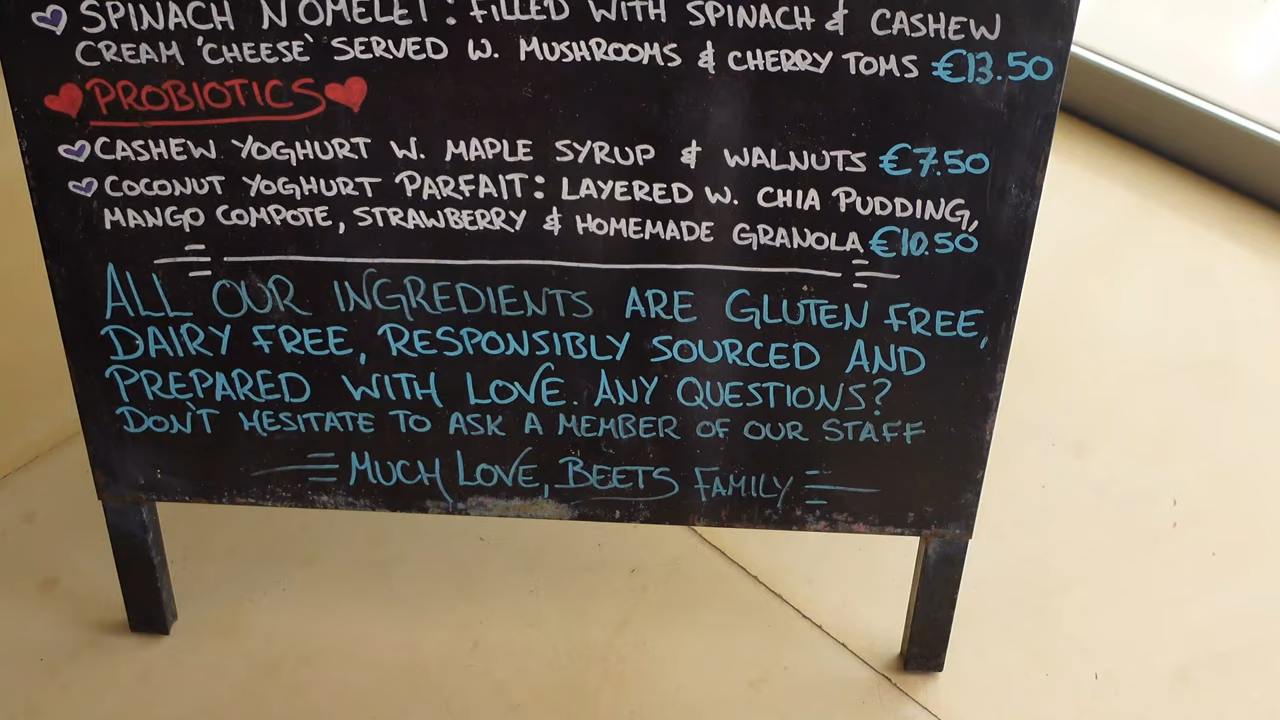 SPINACH NOMELET: FILLED WITH SPINACH & CASHEW
CREAM 'CHEESE' SERVED W. MUSHROOMS & CHERRY TOMS €13.50
PROBIOTICS
CASHEW YOGHURT W. MAPLE SYRUP & WALNUTS €7.50
COCONUT YOGHURT PARFAIT: LAYERED W. CHIA PUDDING,
MANGO COMPOTE, STRAWBERRY & HOMEMADE GRANOLA €10.50
ALL OUR INGREDIENTS ARE GLUTEN FREE,
DAIRY FREE, RESPONSIBLY SOURCED AND
PREPARED WITH LOVE. ANY QUESTIONS?
DON'T HESITATE TO ASK A MEMBER OF OUR STAFF
MUCH LOVE, BEETS FAMILY